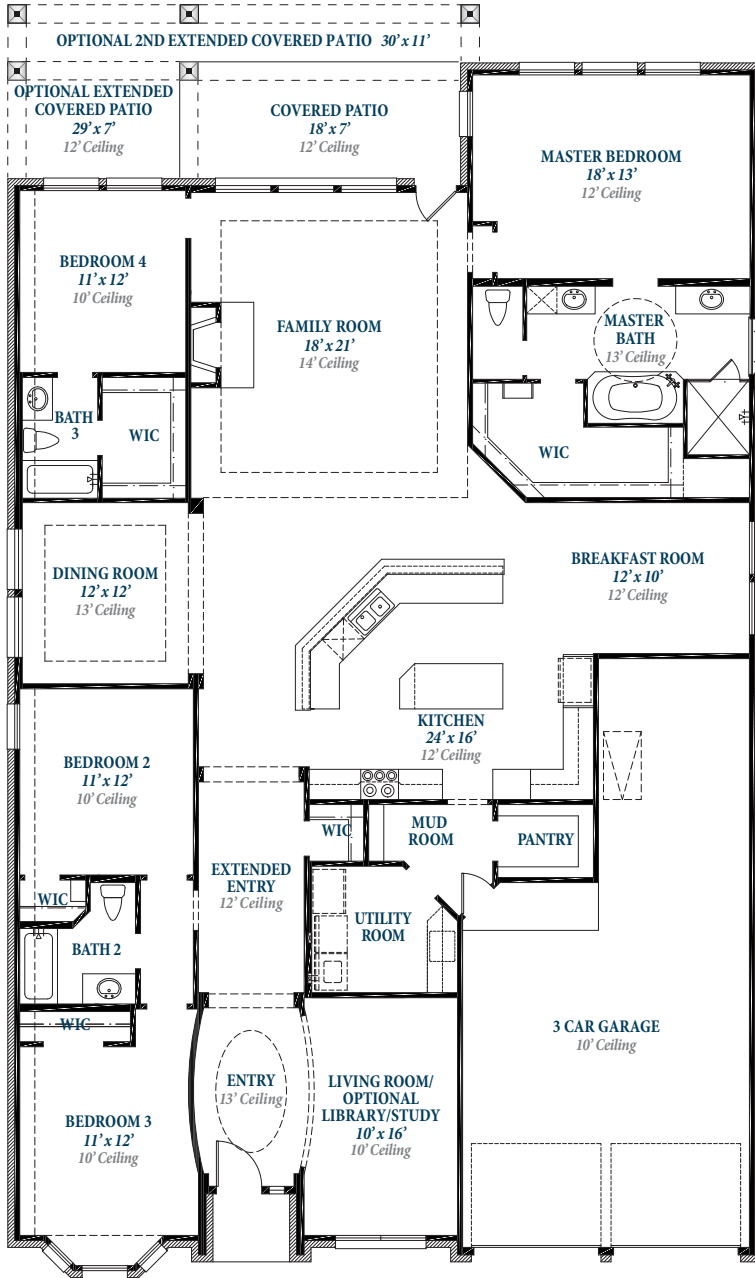 OPTIONAL 2ND EXTENDED COVERED PATIO 30' x 11'
OPTIONAL EXTENDED
COVERED PATIO
29' x 7'
12' Ceiling
COVERED PATIO
18' x 7'
12' Ceiling
MASTER BEDROOM
18' x 13'
12' Ceiling
BEDROOM 4
11' x 12'
10' Ceiling
FAMILY ROOM
18' x 21'
14' Ceiling
MASTER
BATH
13' Ceiling
BATH
3
WIC
WIC
DINING ROOM
12' x 12'
13' Ceiling
BREAKFAST ROOM
12' x 10'
12' Ceiling
KITCHEN
24' x 16'
12' Ceiling
BEDROOM 2
11' x 12'
10' Ceiling
WIC
MUD
ROOM
PANTRY
EXTENDED
ENTRY
12' Ceiling
WIC
UTILITY
ROOM
BATH 2
WIC
3 CAR GARAGE
10' Ceiling
ENTRY
13' Ceiling
LIVING ROOM/
OPTIONAL
LIBRARY/STUDY
10' x 16'
10' Ceiling
BEDROOM 3
11' x 12'
10' Ceiling